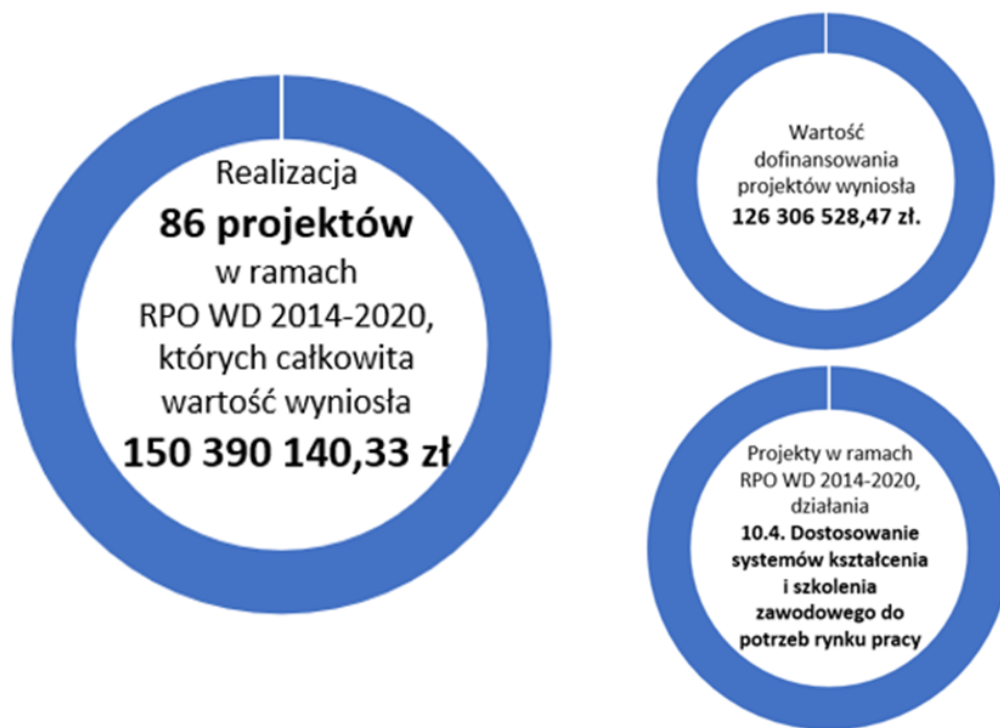 Realizacja
86 projektów
w ramach
RPO WD 2014-2020,
których całkowita
wartość wyniosła
150 390 140,33 zł
Wartość
dofinansowania
projektów wyniosła
126 306 528,47 zł.
Projekty w ramach
RPO WD 2014-2020,
działania
10.4. Dostosowanie
systemów kształcenia
i szkolenia
zawodowego do
potrzeb rynku pracy